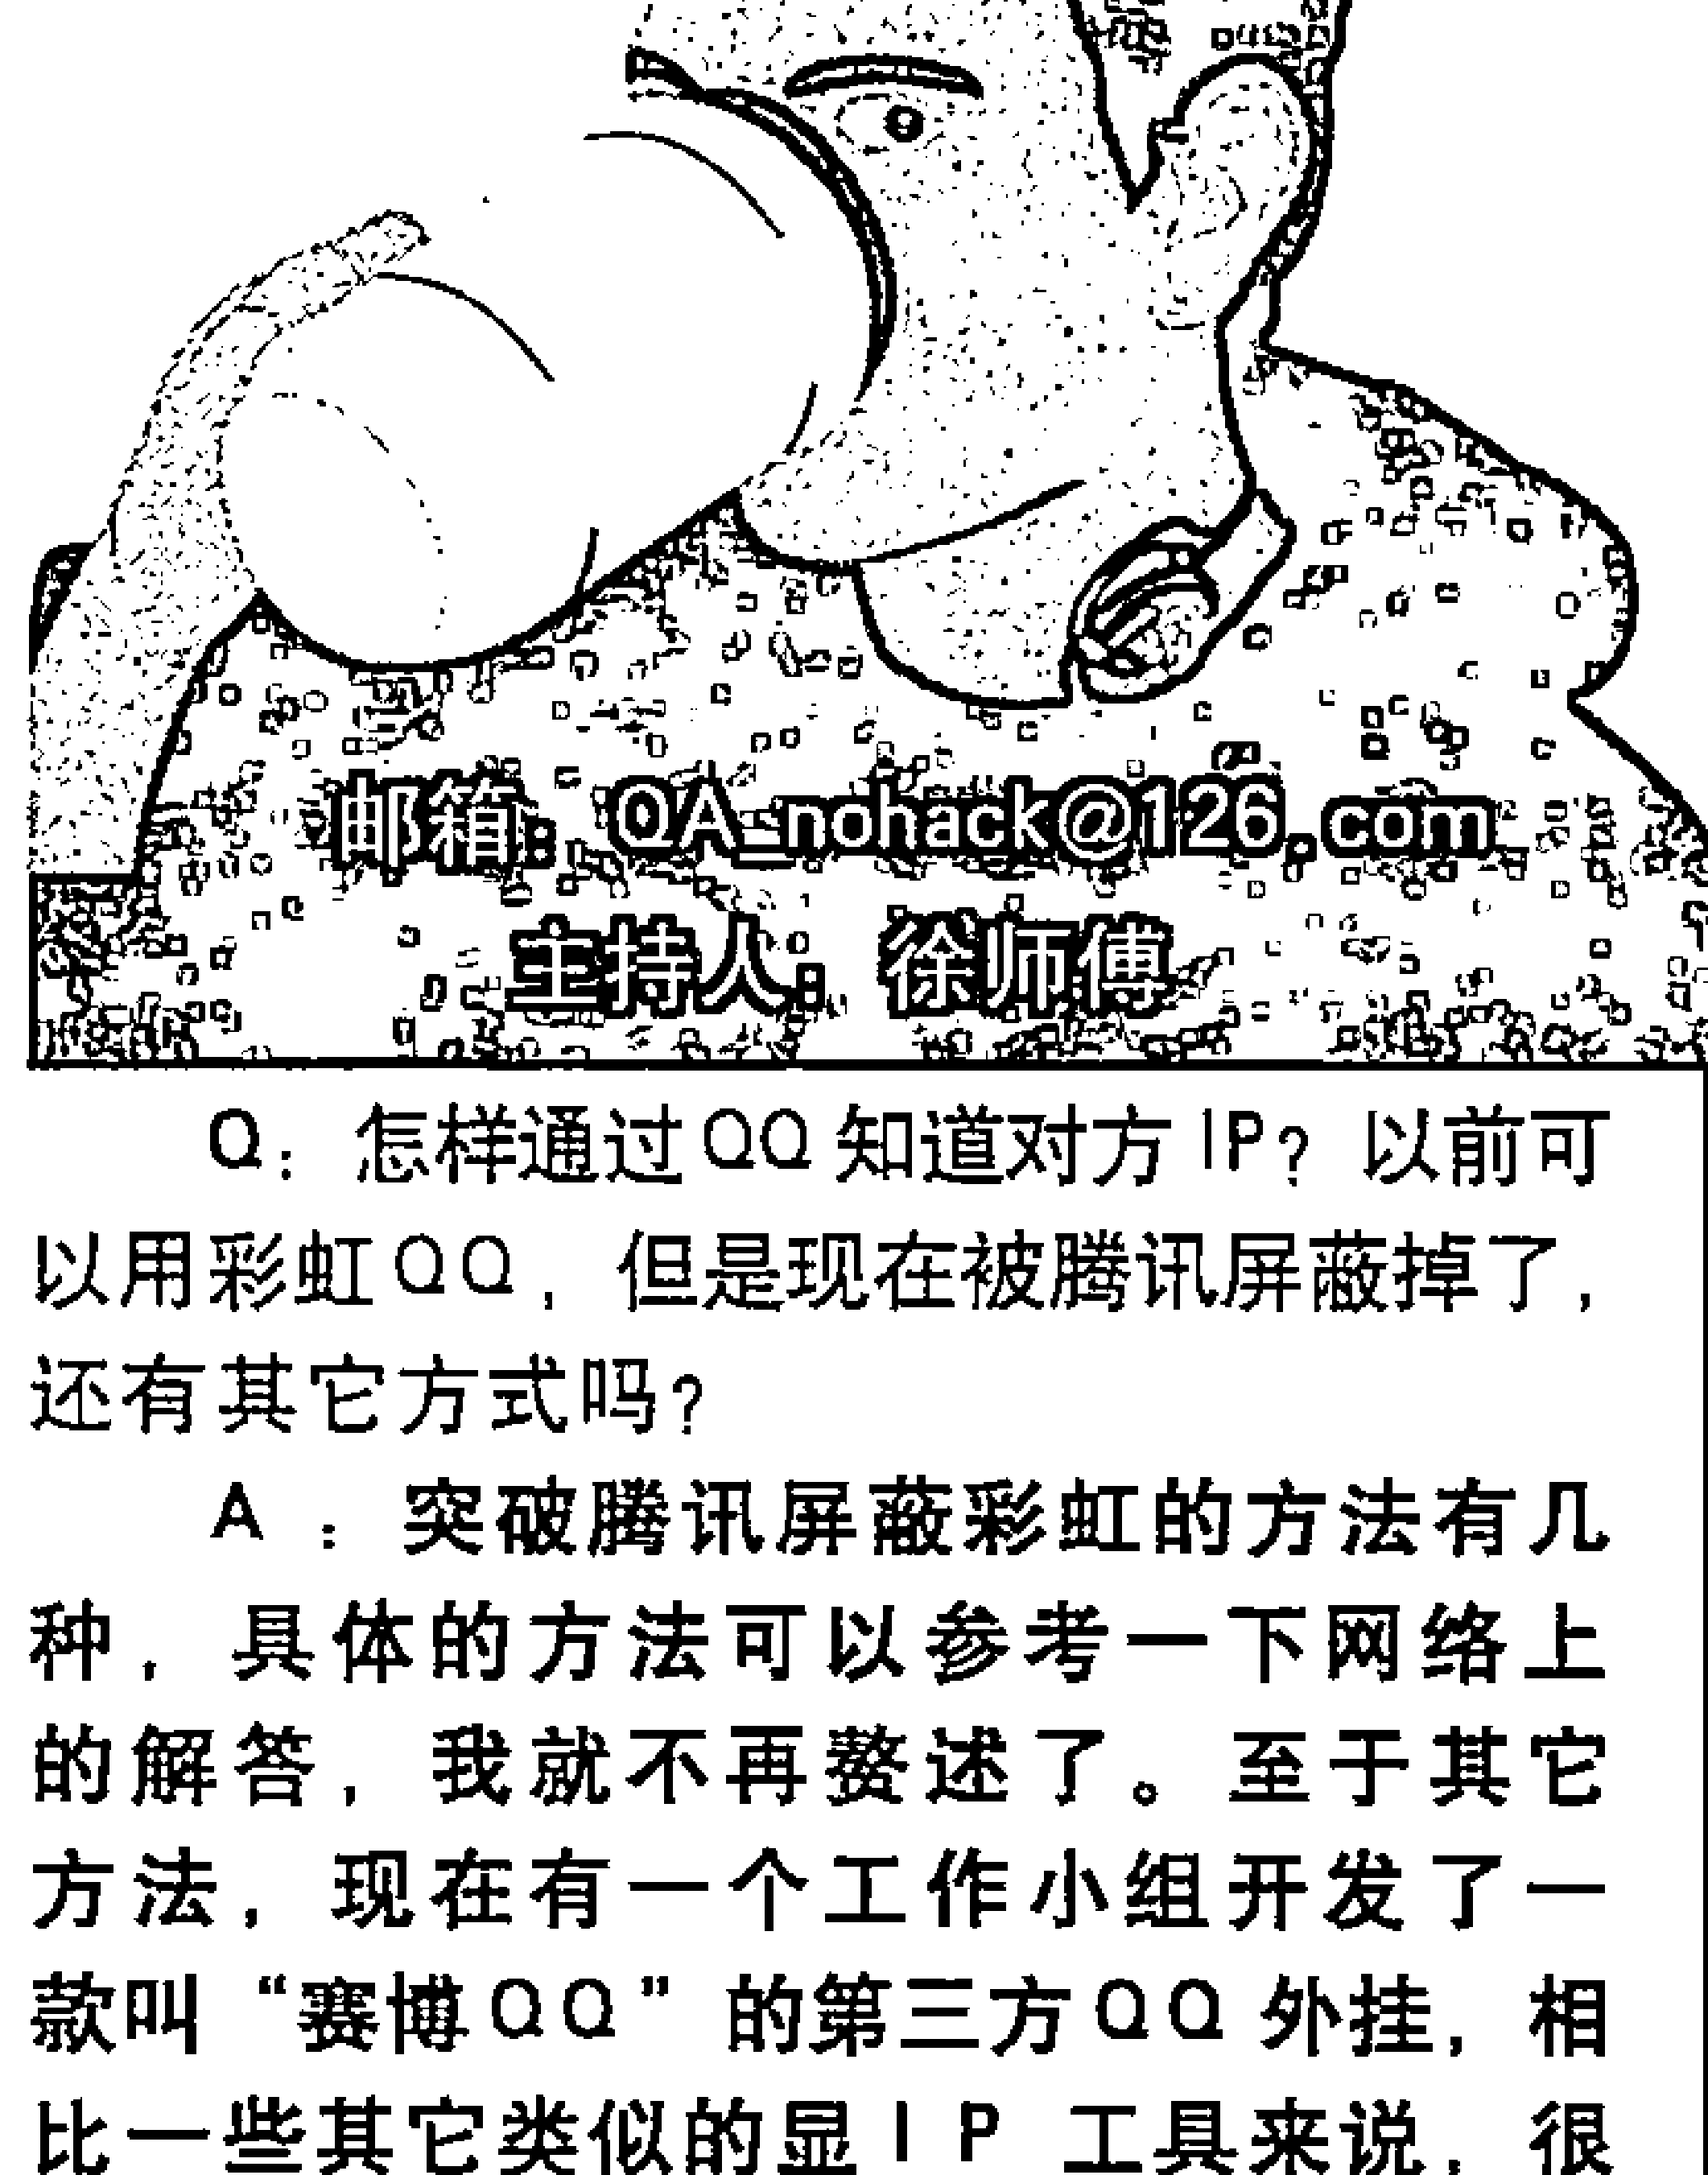 邮箱：QA_nohack@126.com
主持人：徐师傅
Q：怎样通过QQ知道对方IP？以前可
以用彩虹QQ，但是现在被腾讯屏蔽掉了，
还有其它方式吗？
A：突破腾讯屏蔽彩虹的方法有几
种，具体的方法可以参考一下网络上
的解答，我就不再赘述了。至于其它
方法，现在有一个工作小组开发了一
款叫“赛博QQ”的第三方QQ外挂，相
比一些其它类似的显IP工具来说，很